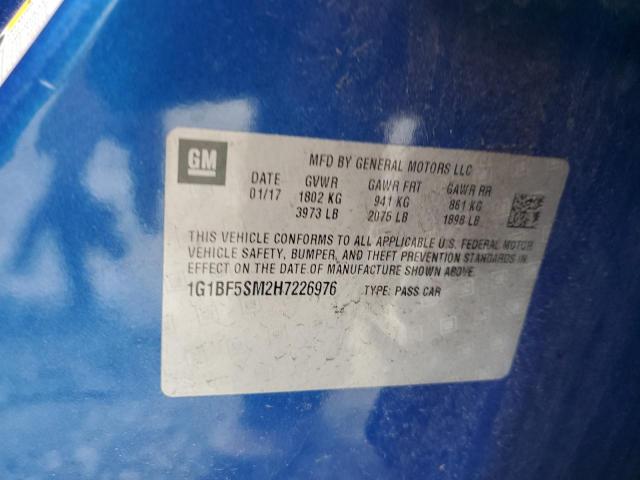 GM
MFD BY GENERAL MOTORS LLC
DATE GVWR GAWR FRT GAWR RR
01/17 1802 KG 941 KG 861 KG
3973 LB 2075 LB 1898 LB
THIS VEHICLE CONFORMS TO ALL APPLICABLE U.S. FEDERAL MOTOR
VEHICLE SAFETY, BUMPER, AND THEFT PREVENTION STANDARDS IN
EFFECT ON THE DATE OF MANUFACTURE SHOWN ABOVE.
1G1BF5SM2H7226976 TYPE: PASS CAR